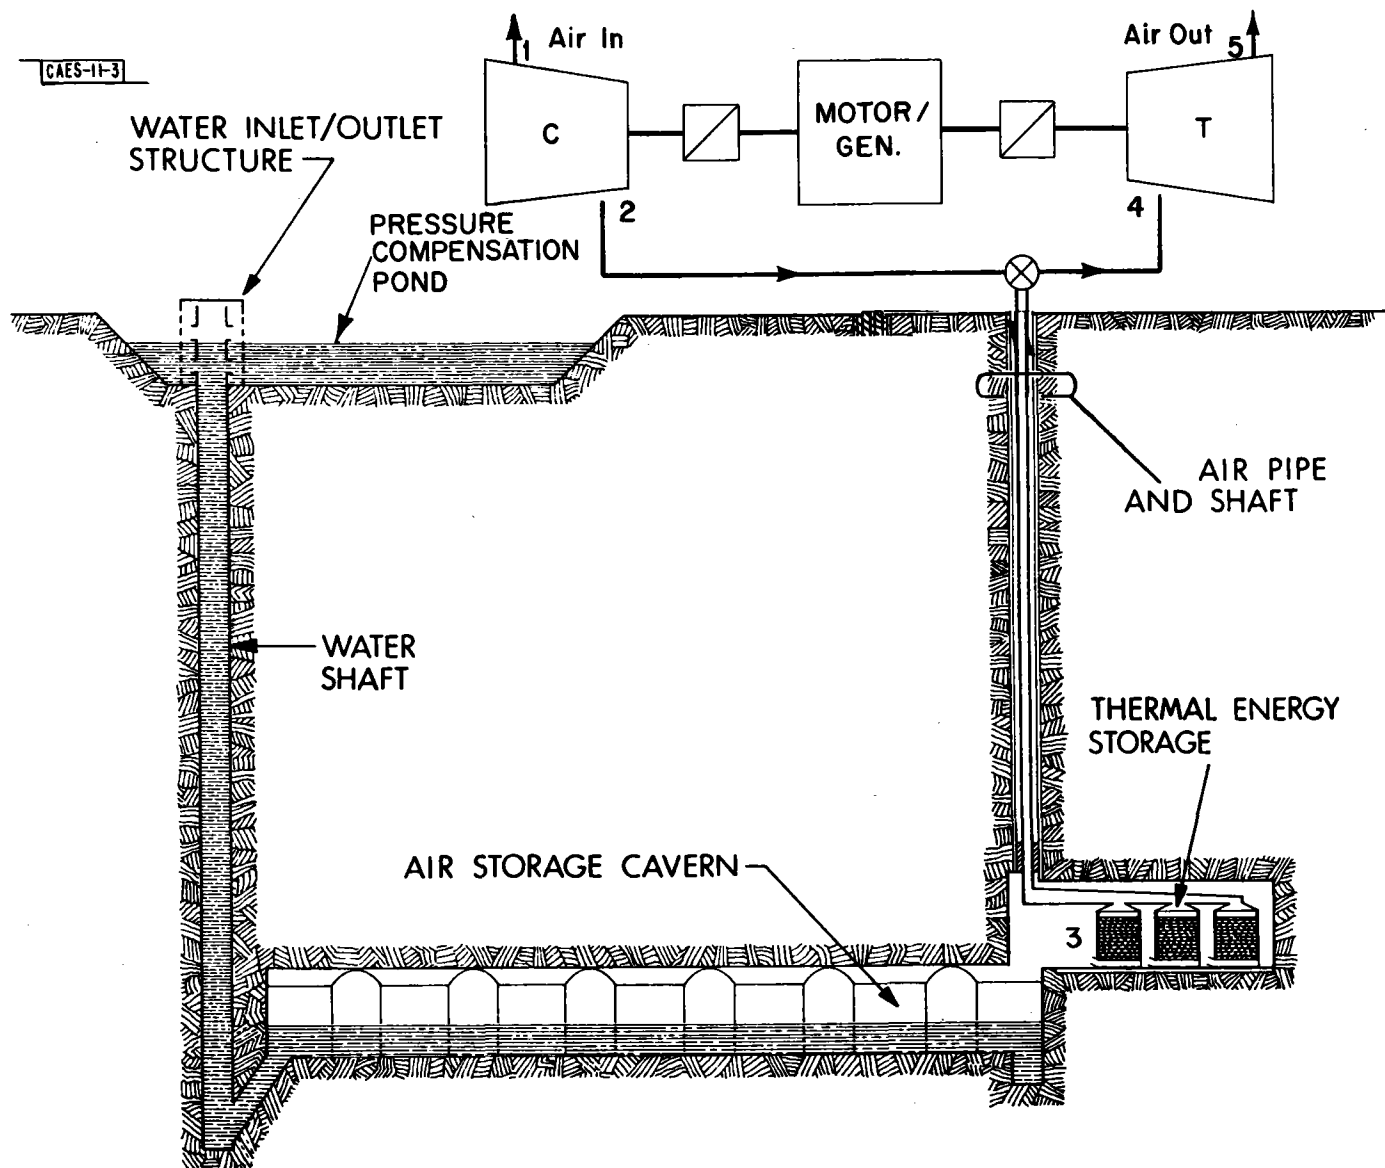 1 Air In
Air Out 5
CAES-11-3
WATER INLET/OUTLET
STRUCTURE
C
MOTOR/
GEN.
T
2
4
PRESSURE
COMPENSATION
POND
AIR PIPE
AND SHAFT
WATER
SHAFT
THERMAL ENERGY
STORAGE
AIR STORAGE CAVERN
3